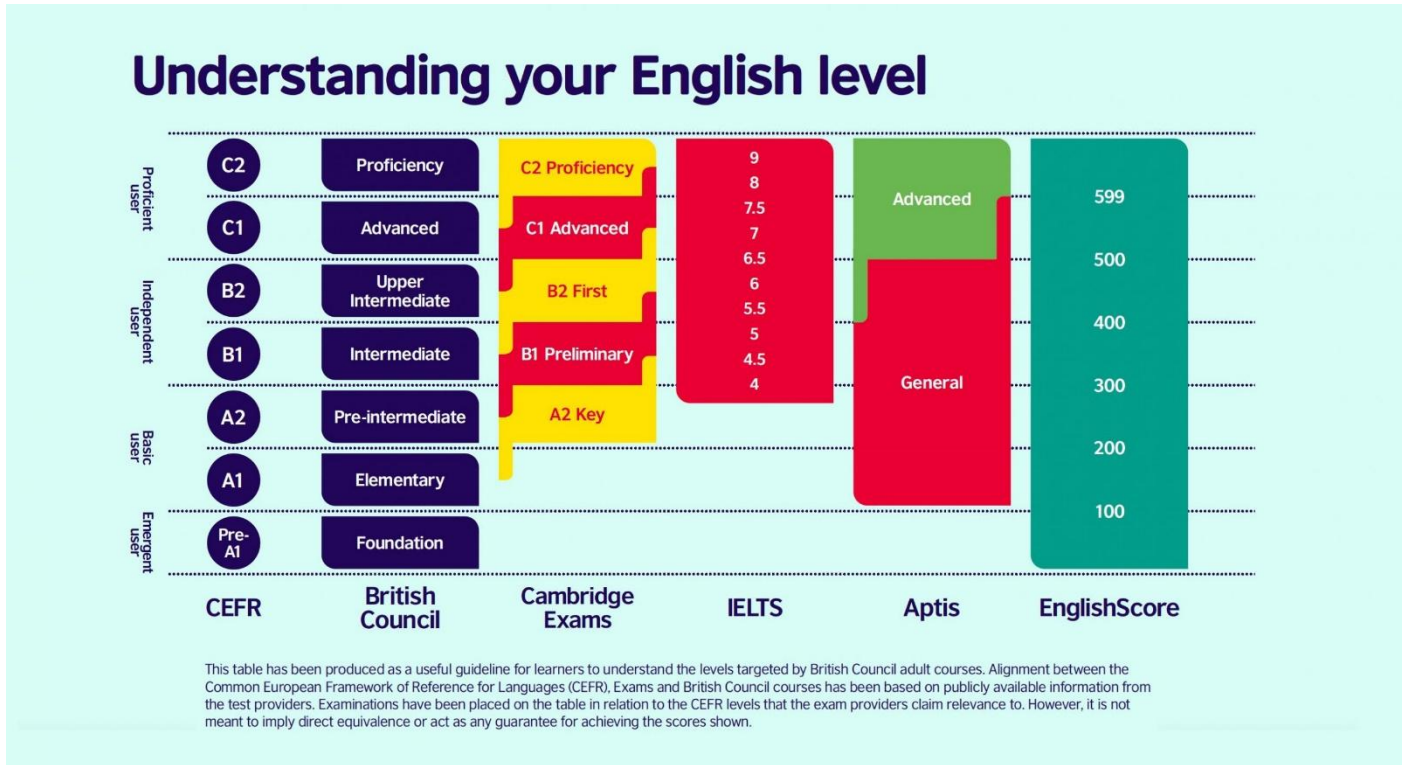 Understanding your English level
Proficient
user
Independent
user
Basic
user
Emergent
user
C2
C1
B2
B1
A2
A1
Pre-
A1
CEFR
Proficiency
Advanced
Upper
Intermediate
Intermediate
Pre-intermediate
Elementary
Foundation
British
Council
C2 Proficiency
C1 Advanced
B2 First
B1 Preliminary
A2 Key
Cambridge
Exams
9
8
7.5
7
6.5
6
5.5
5
4.5
4
IELTS
Advanced
General
Aptis
599
500
400
300
200
100
EnglishScore
This table has been produced as a useful guideline for learners to understand the levels targeted by British Council adult courses. Alignment between the
Common European Framework of Reference for Languages (CEFR), Exams and British Council courses has been based on publicly available information from
the test providers. Examinations have been placed on the table in relation to the CEFR levels that the exam providers claim relevance to. However, it is not
meant to imply direct equivalence or act as any guarantee for achieving the scores shown.